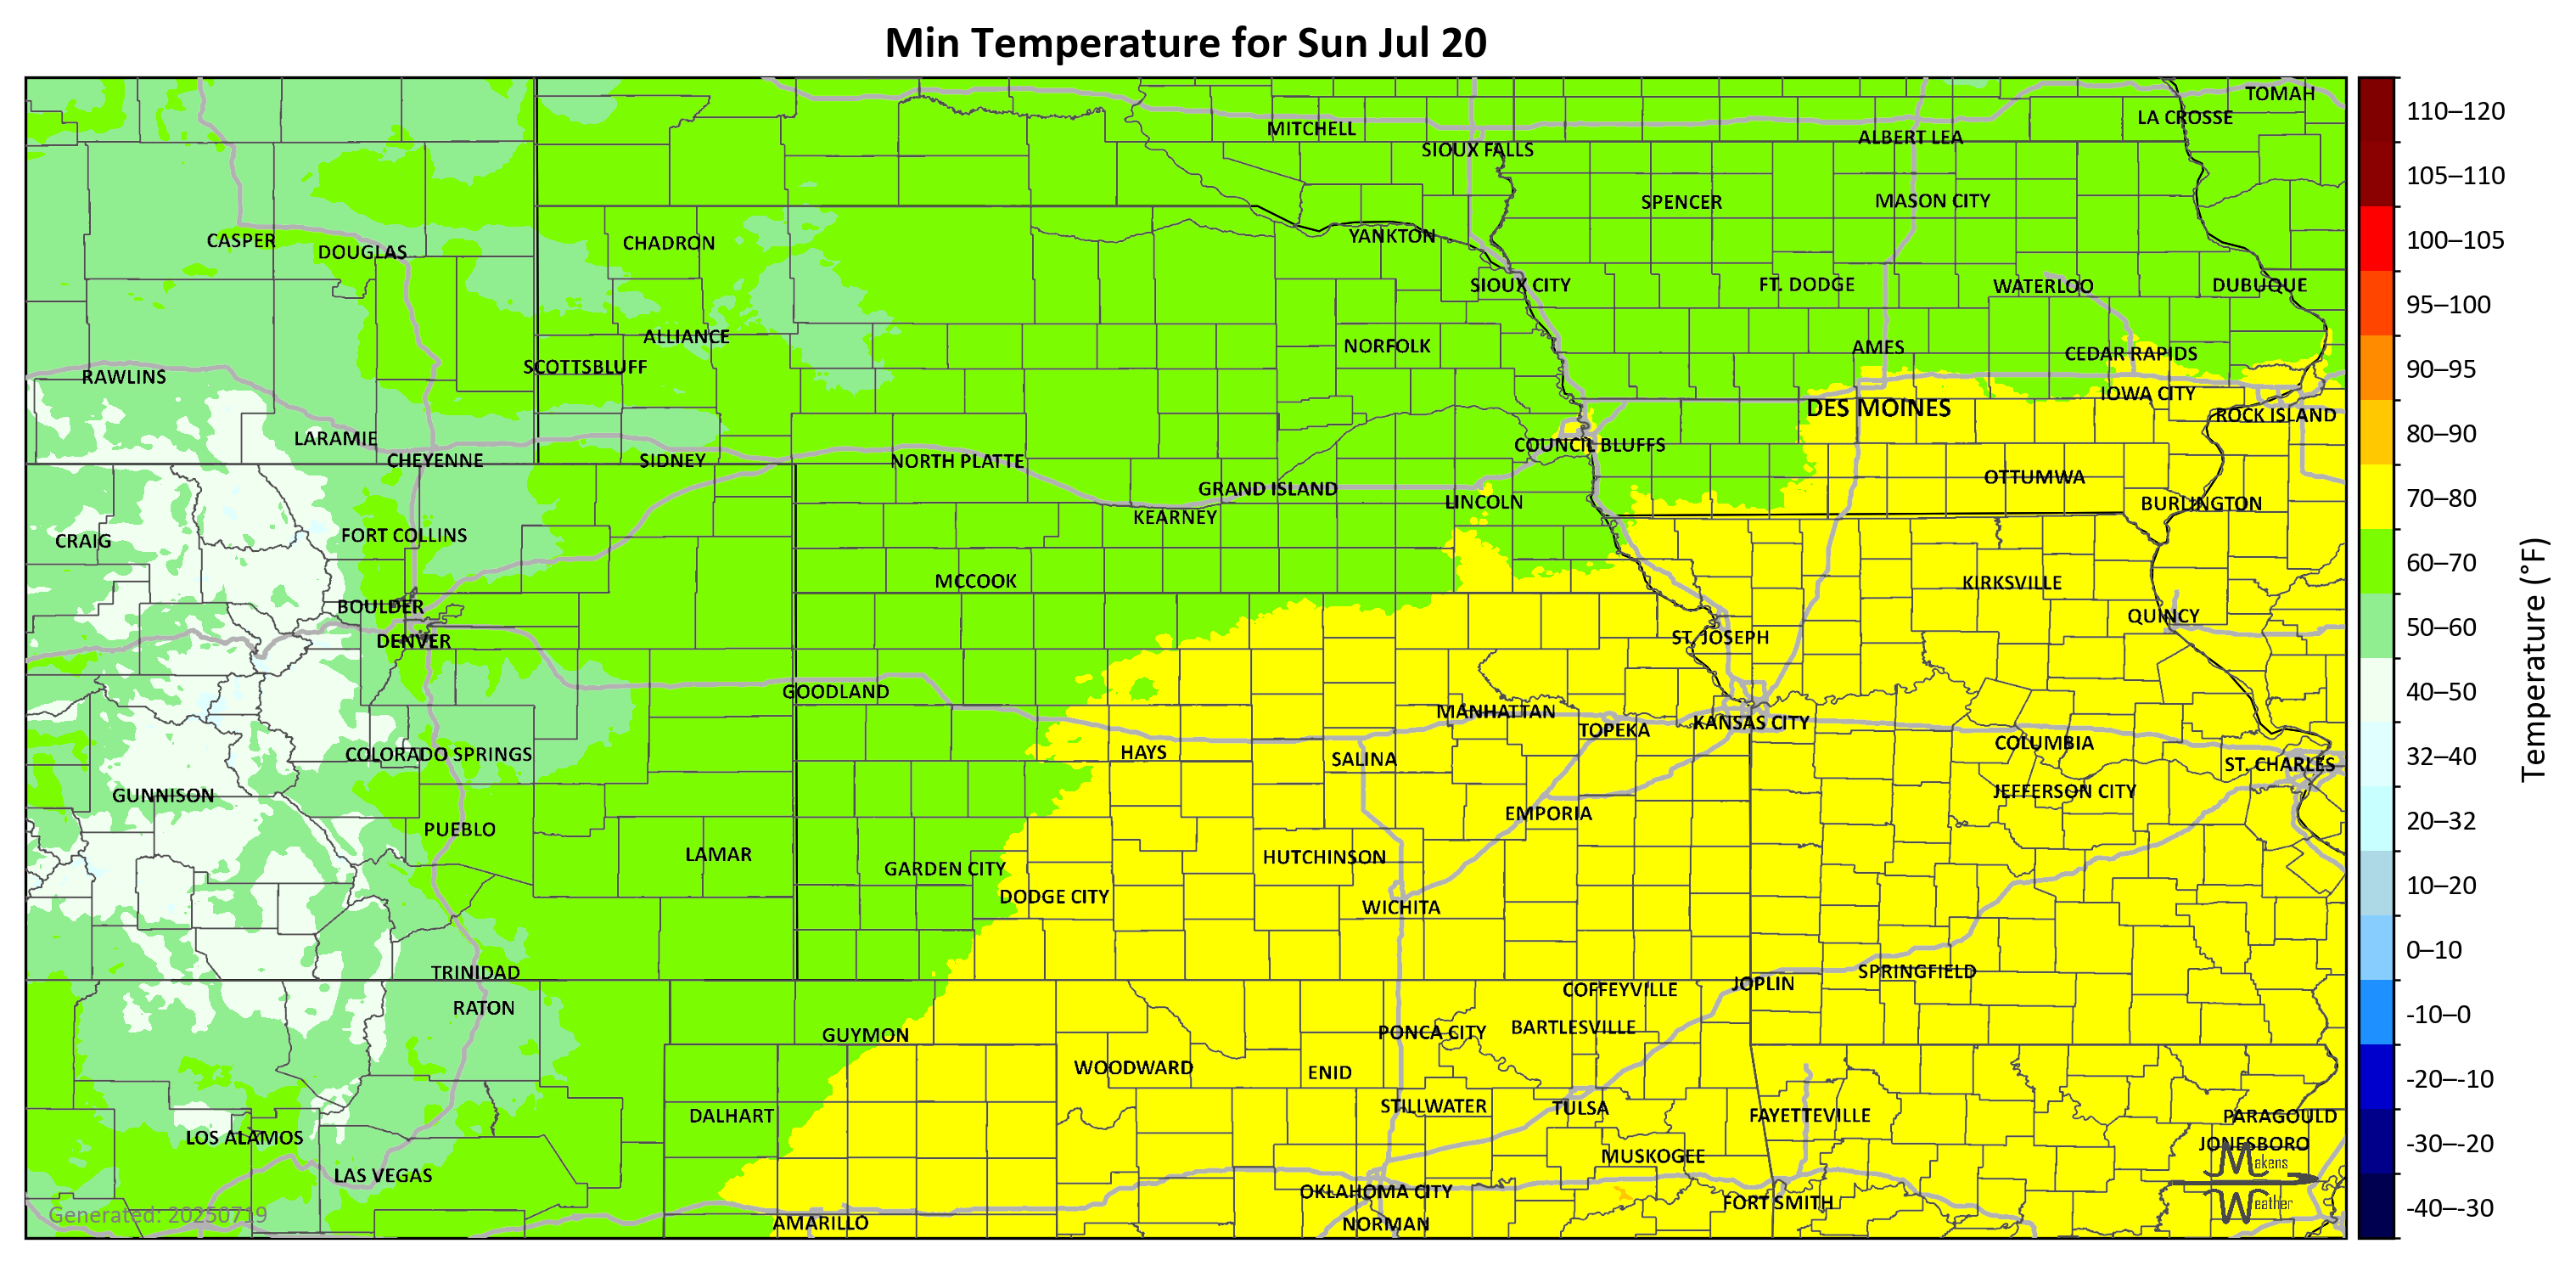 Min Temperature for Sun Jul 20
TOMAH
LA CROSSE
MITCHELL
ALBERT LEA
SIOUX FALLS
SPENCER
MASON CITY
CASPER
DOUGLAS
CHADRON
YANKTON
SIOUX CITY
FT. DODGE
WATERLOO
DUBUQUE
ALLIANCE
NORFOLK
AMES
CEDAR RAPIDS
SCOTTSBLUFF
RAWLINS
IOWA CITY
DES MOINES
ROCK ISLAND
LARAMIE
COUNCIL BLUFFS
CHEYENNE
SIDNEY
NORTH PLATTE
OTTUMWA
GRAND ISLAND
LINCOLN
BURLINGTON
KEARNEY
FORT COLLINS
CRAIG
MCCOOK
KIRKSVILLE
BOULDER
QUINCY
DENVER
ST. JOSEPH
GOODLAND
MANHATTAN
TOPEKA
KANSAS CITY
COLUMBIA
COLORADO SPRINGS
HAYS
SALINA
ST. CHARLES
GUNNISON
JEFFERSON CITY
EMPORIA
PUEBLO
LAMAR
HUTCHINSON
GARDEN CITY
DODGE CITY
WICHITA
TRINIDAD
SPRINGFIELD
JOPLIN
COFFEYVILLE
RATON
GUYMON
PONCA CITY
BARTLESVILLE
WOODWARD
ENID
STILLWATER
TULSA
DALHART
FAYETTEVILLE
PARAGOULD
LOS ALAMOS
JONESBORO
MUSKOGEE
LAS VEGAS
OKLAHOMA CITY
FORT SMITH
AMARILLO
NORMAN
Generated: 20250719
Makens
Weather
110–120
105–110
100–105
95–100
90–95
80–90
70–80
60–70
50–60
40–50
32–40
20–32
10–20
0–10
-10–0
-20–-10
-30–-20
-40–-30
Temperature (°F)